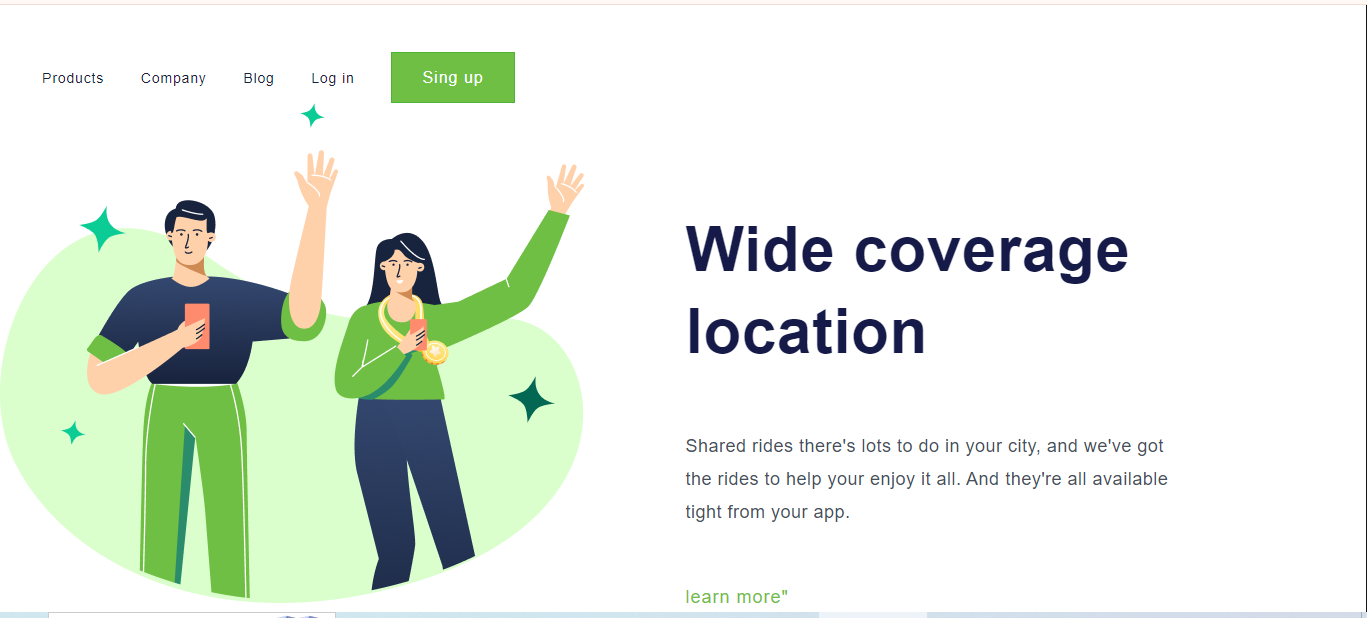 Products Company Blog Log in Sing up
Wide coverage
location
Shared rides there's lots to do in your city, and we've got
the rides to help your enjoy it all. And they're all available
tight from your app.
learn more"